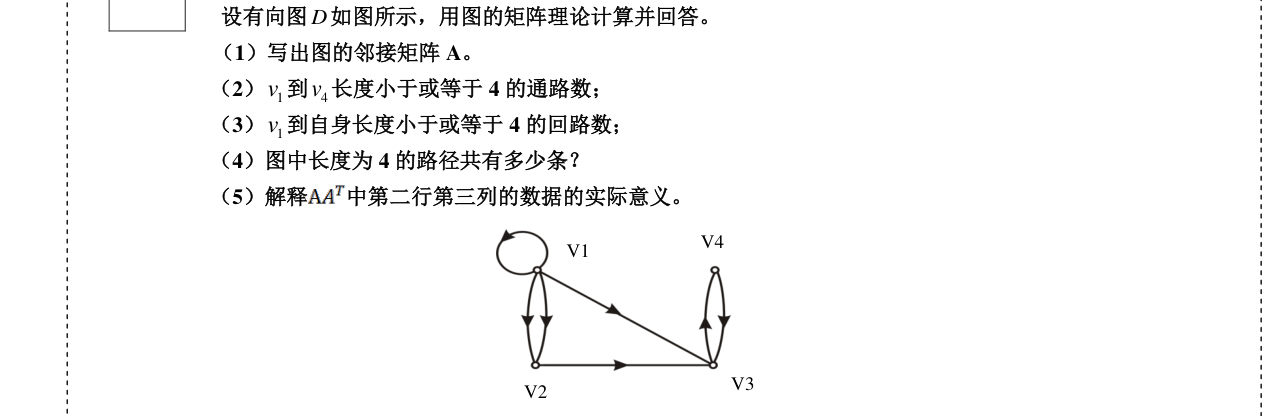 设有向图D如图所示，用图的矩阵理论计算并回答。
（1）写出图的邻接矩阵 A。
（2）v₁到v₄长度小于或等于 4 的通路数；
（3）v₁到自身长度小于或等于 4 的回路数；
（4）图中长度为 4 的路径共有多少条？
（5）解释AAᵀ中第二行第三列的数据的实际意义。
V1
V4
V2
V3